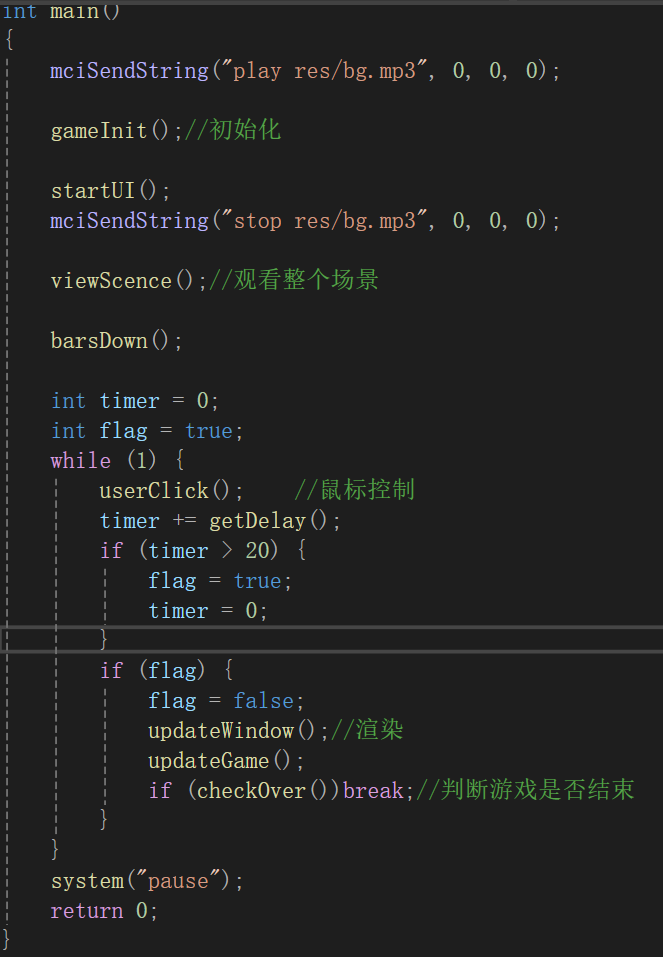 int main()
{
mciSendString("play res/bg.mp3", 0, 0, 0);
gameInit();//初始化
startUI();
mciSendString("stop res/bg.mp3", 0, 0, 0);
viewScence();//观看整个场景
barsDown();
int timer = 0;
int flag = true;
while (1) {
userClick();    //鼠标控制
timer += getDelay();
if (timer > 20) {
flag = true;
timer = 0;
}
if (flag) {
flag = false;
updateWindow();//渲染
updateGame();
if (checkOver())break;//判断游戏是否结束
}
}
system("pause");
return 0;
}